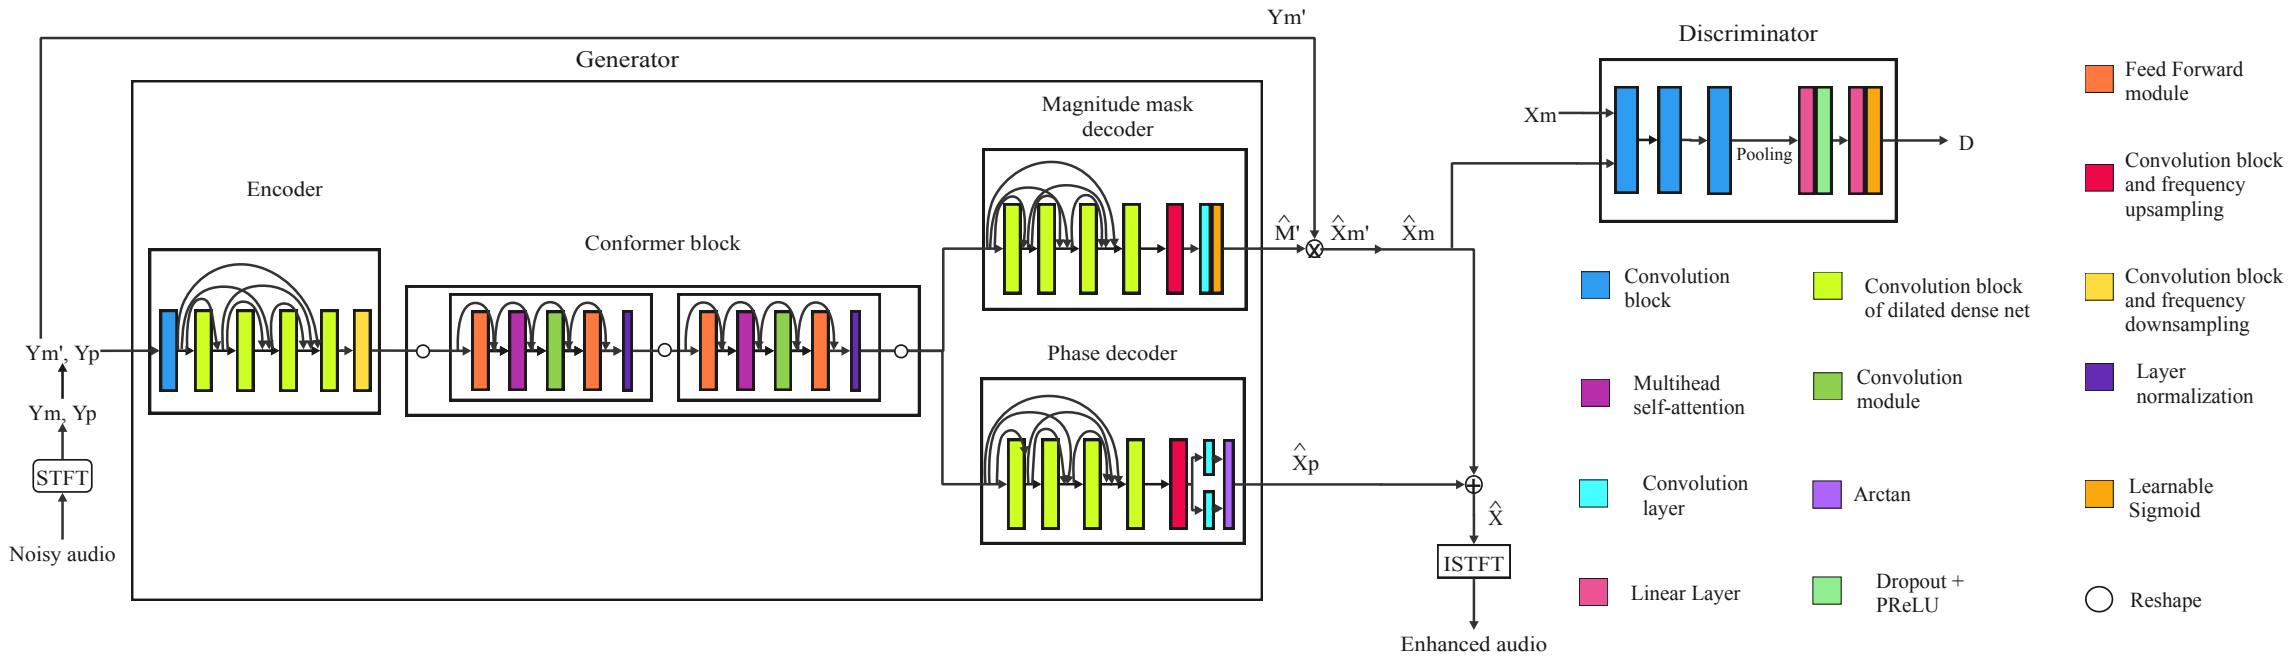 Ym'
Generator
Discriminator
Magnitude mask
decoder
Encoder
Conformer block
Xm
Pooling
D
M̂'
X̂m'
X̂m
Ym', Yp
Ym, Yp
STFT
Noisy audio
Phase decoder
X̂p
X̂
ISTFT
Enhanced audio
Feed Forward
module
Convolution block
and frequency
upsampling
Convolution
block
Convolution block
of dilated dense net
Convolution block
and frequency
downsampling
Multihead
self-attention
Convolution
module
Layer
normalization
Convolution
layer
Arctan
Learnable
Sigmoid
Linear Layer
Dropout +
PReLU
Reshape